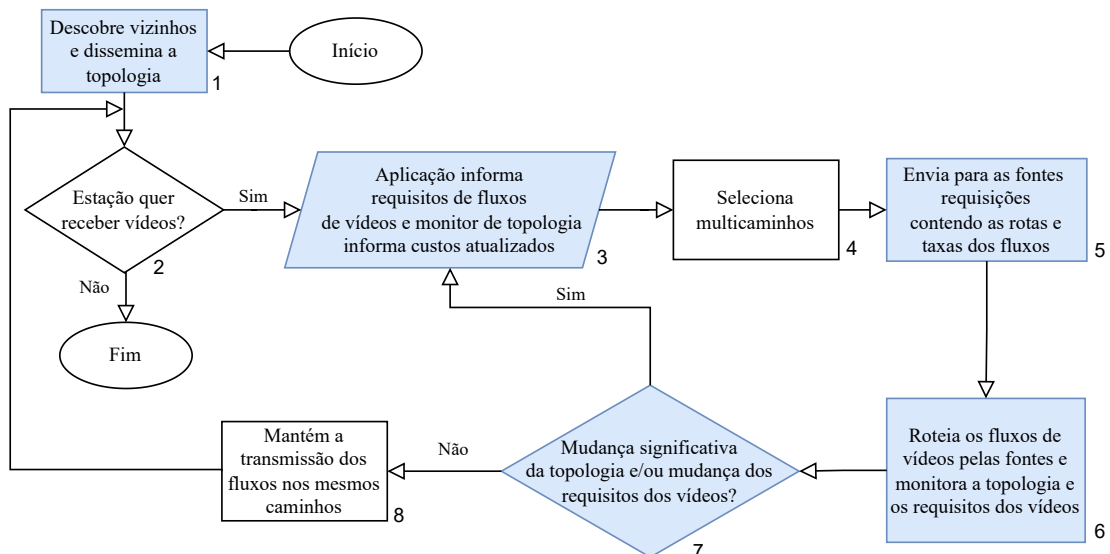 Início
Descobre vizinhos
e dissemina a
topologia
1
Estação quer
receber vídeos?
2
Sim
Não
Fim
Aplicação informa
requisitos de fluxos
de vídeos e monitor de topologia
informa custos atualizados
3
Seleciona
multicaminhos
4
Envia para as fontes
requisições
contendo as rotas e
taxas dos fluxos
5
Roteia os fluxos de
vídeos pelas fontes e
monitora a topologia e
os requisitos dos vídeos
6
Mudança significativa
da topologia e/ou mudança dos
requisitos dos vídeos?
7
Sim
Não
Mantém a
transmissão dos
fluxos nos mesmos
caminhos
8